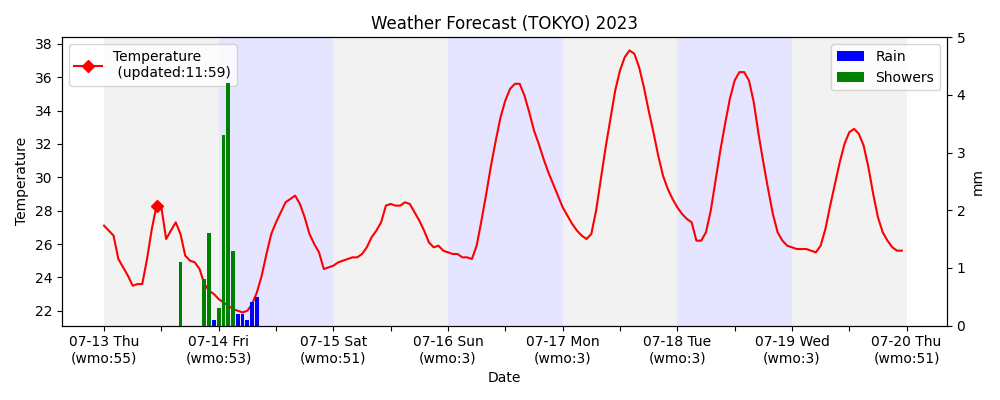 Weather Forecast (TOKYO) 2023
Temperature
(updated:11:59)
Rain
Showers
Temperature
38
36
34
32
30
28
26
24
22
5
4
3
2
1
0
mm
07-13 Thu 07-14 Fri 07-15 Sat 07-16 Sun 07-17 Mon 07-18 Tue 07-19 Wed 07-20 Thu
(wmo:55) (wmo:53) (wmo:51) (wmo:3) (wmo:3) (wmo:3) (wmo:3) (wmo:51)
Date